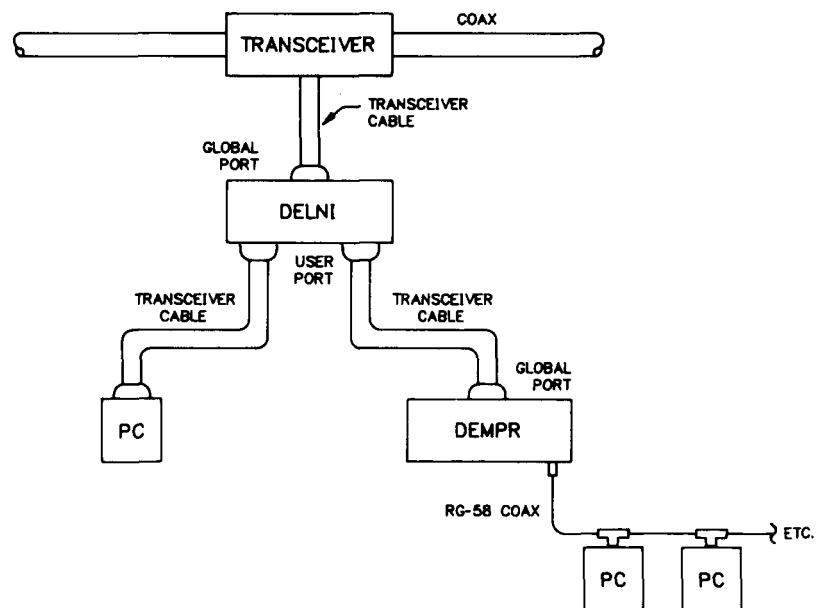 COAX
TRANSCEIVER
TRANSCEIVER
CABLE
GLOBAL
PORT
DELNI
USER
PORT
TRANSCEIVER
CABLE
TRANSCEIVER
CABLE
GLOBAL
PORT
PC
DEMPR
RG-58 COAX
ETC.
PC
PC